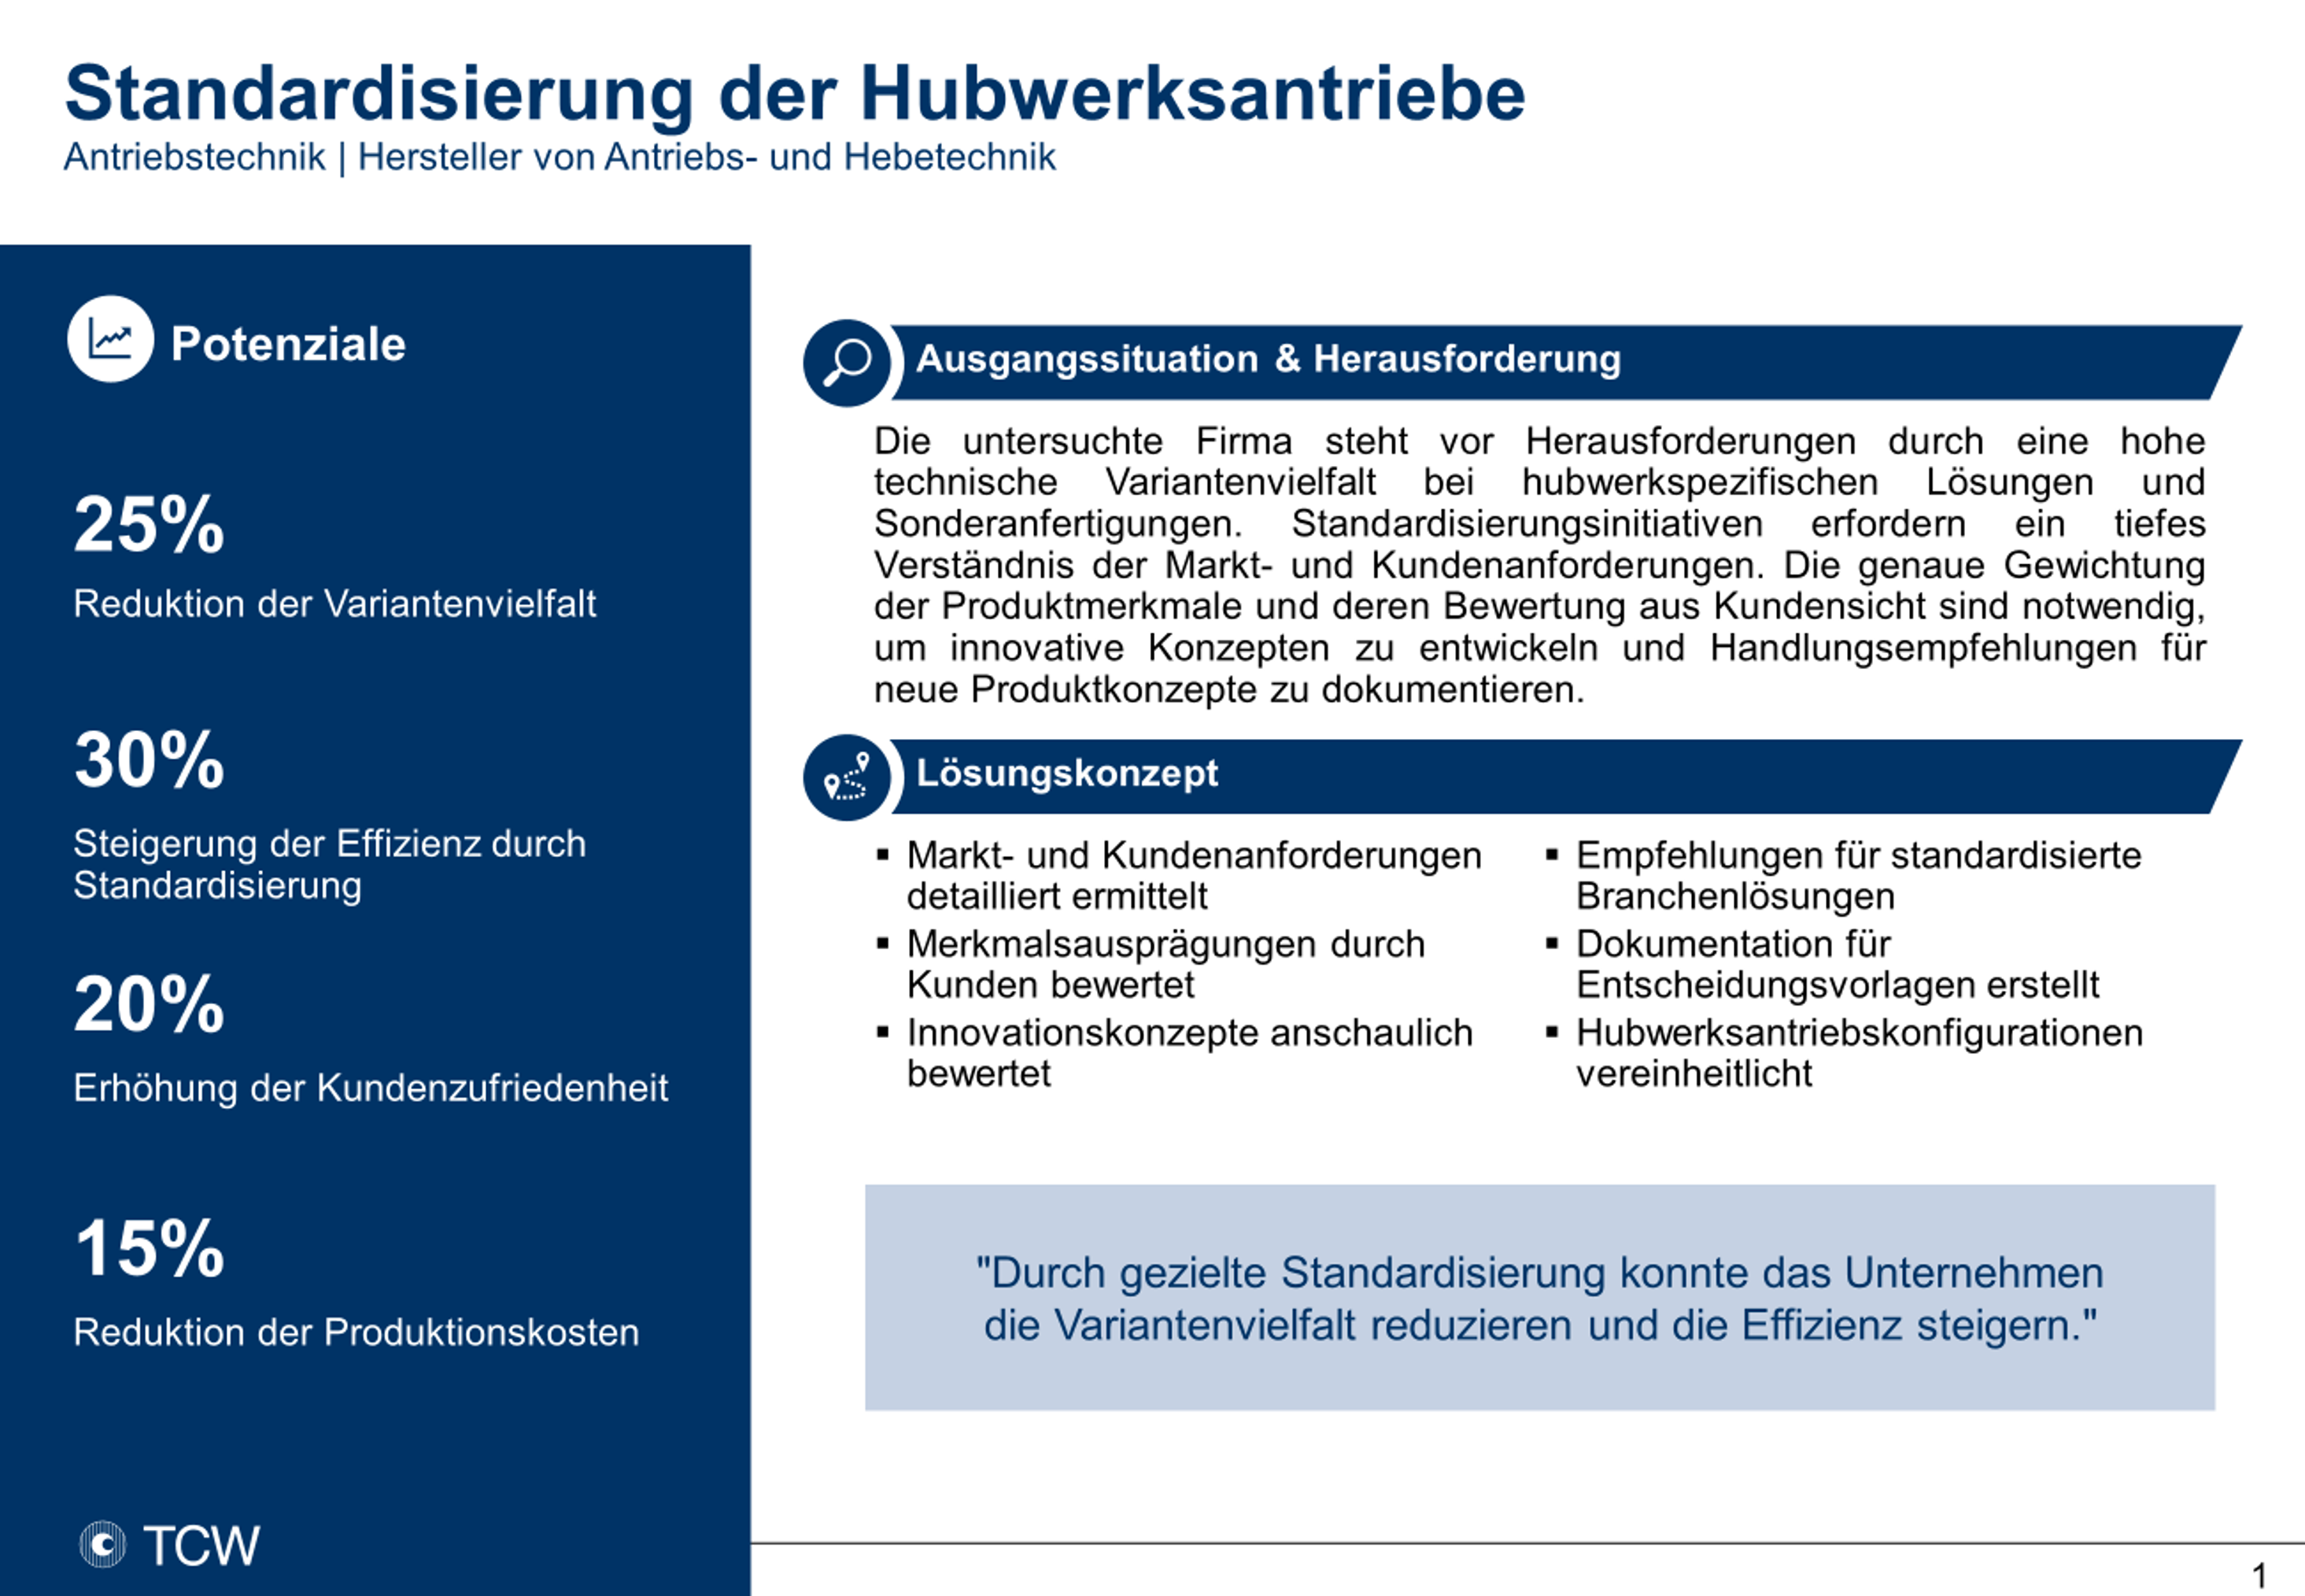 Standardisierung der Hubwerksantriebe
Antriebstechnik | Hersteller von Antriebs- und Hebetechnik
Potenziale
25%
Reduktion der Variantenvielfalt
30%
Steigerung der Effizienz durch
Standardisierung
20%
Erhöhung der Kundenzufriedenheit
15%
Reduktion der Produktionskosten
TCW
Ausgangssituation & Herausforderung
Die untersuchte Firma steht vor Herausforderungen durch eine hohe
technische Variantenvielfalt bei hubwerkspezifischen Lösungen und
Sonderanfertigungen. Standardisierungsinitiativen erfordern ein tiefes
Verständnis der Markt- und Kundenanforderungen. Die genaue Gewichtung
der Produktmerkmale und deren Bewertung aus Kundensicht sind notwendig,
um innovative Konzepten zu entwickeln und Handlungsempfehlungen für
neue Produktkonzepte zu dokumentieren.
Lösungskonzept
▪ Markt- und Kundenanforderungen
detailliert ermittelt
▪ Merkmalsausprägungen durch
Kunden bewertet
▪ Innovationskonzepte anschaulich
bewertet
▪ Empfehlungen für standardisierte
Branchenlösungen
▪ Dokumentation für
Entscheidungsvorlagen erstellt
▪ Hubwerksantriebskonfigurationen
vereinheitlicht
"Durch gezielte Standardisierung konnte das Unternehmen
die Variantenvielfalt reduzieren und die Effizienz steigern."
1